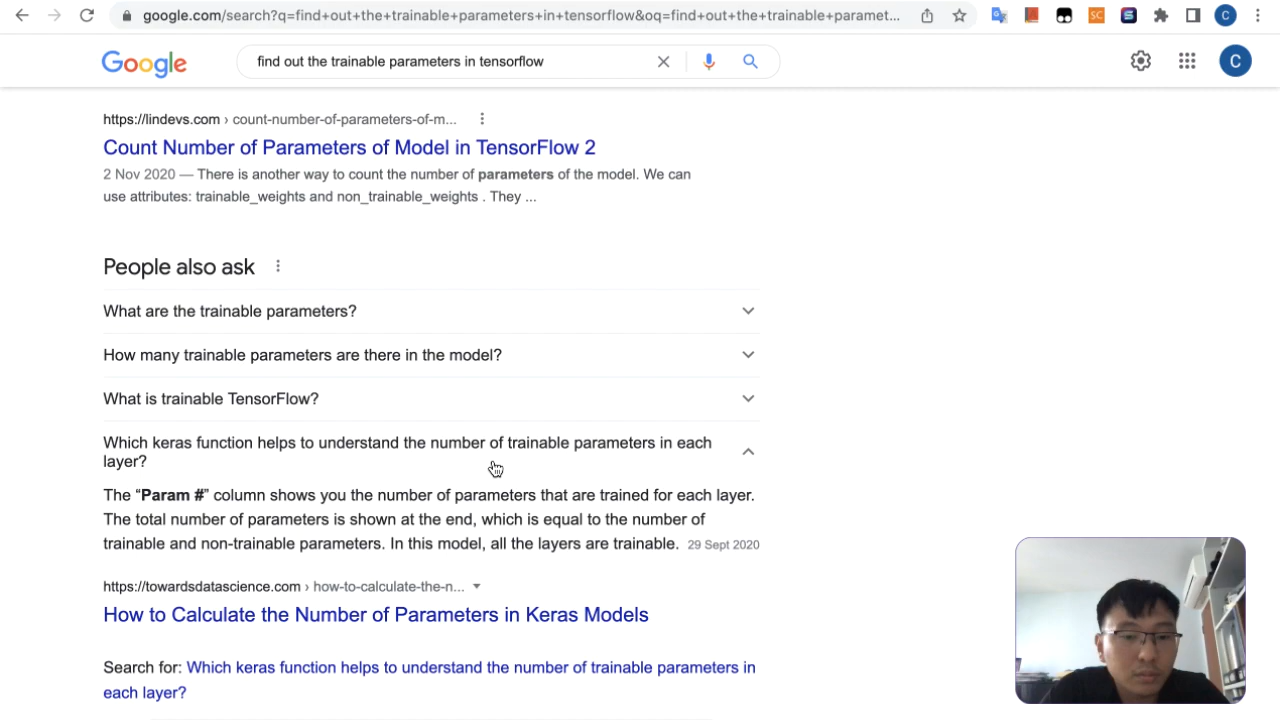 google.com/search?q=find+out+the+trainable+parameters+in+tensorflow&oq=find+out+the+trainable+paramet...
SC
S
C
Google
find out the trainable parameters in tensorflow
C
https://lindevs.com › count-number-of-parameters-of-m...
Count Number of Parameters of Model in TensorFlow 2
2 Nov 2020 — There is another way to count the number of parameters of the model. We can
use attributes: trainable_weights and non_trainable_weights . They ...
People also ask
What are the trainable parameters?
How many trainable parameters are there in the model?
What is trainable TensorFlow?
Which keras function helps to understand the number of trainable parameters in each
layer?
The “Param #” column shows you the number of parameters that are trained for each layer.
The total number of parameters is shown at the end, which is equal to the number of
trainable and non-trainable parameters. In this model, all the layers are trainable. 29 Sept 2020
https://towardsdatascience.com › how-to-calculate-the-n...
How to Calculate the Number of Parameters in Keras Models
Search for: Which keras function helps to understand the number of trainable parameters in
each layer?